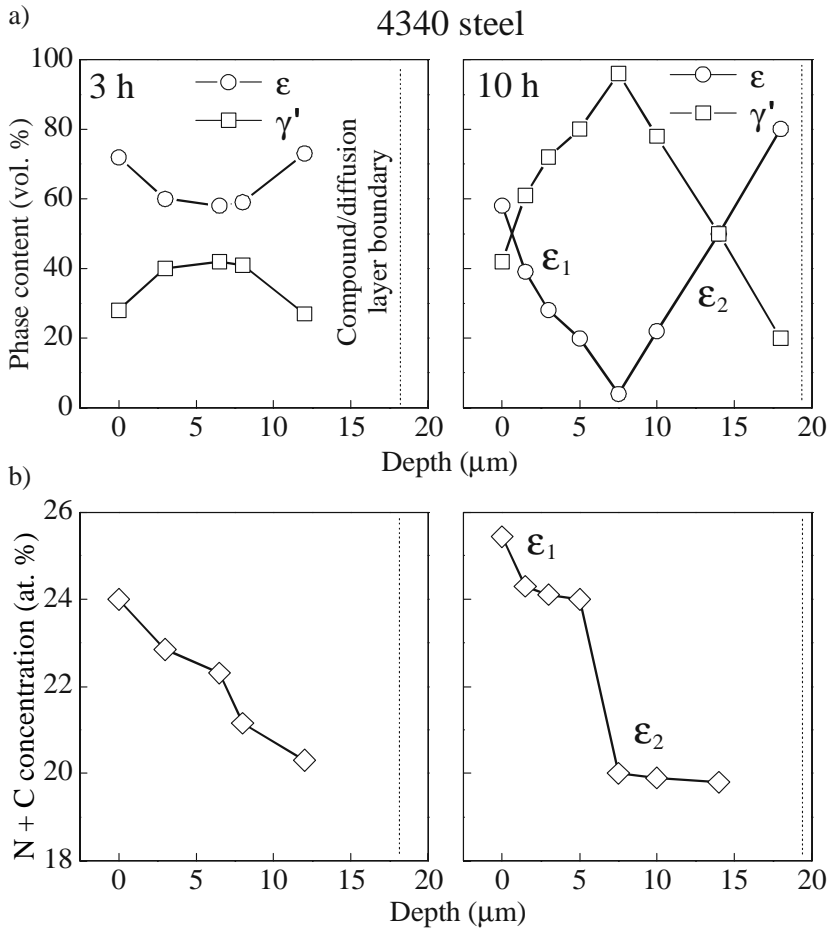 a)
4340 steel
3 h
ε
γ'
Compound/diffusion
layer boundary
10 h
ε
γ'
ε₁
ε₂
Phase content (vol. %)
100
80
60
40
20
0
0 5 10 15 20
0 5 10 15 20
Depth (μm)
b)
N + C concentration (at. %)
26
24
22
20
18
ε₁
ε₂
0 5 10 15 20
0 5 10 15 20
Depth (μm)